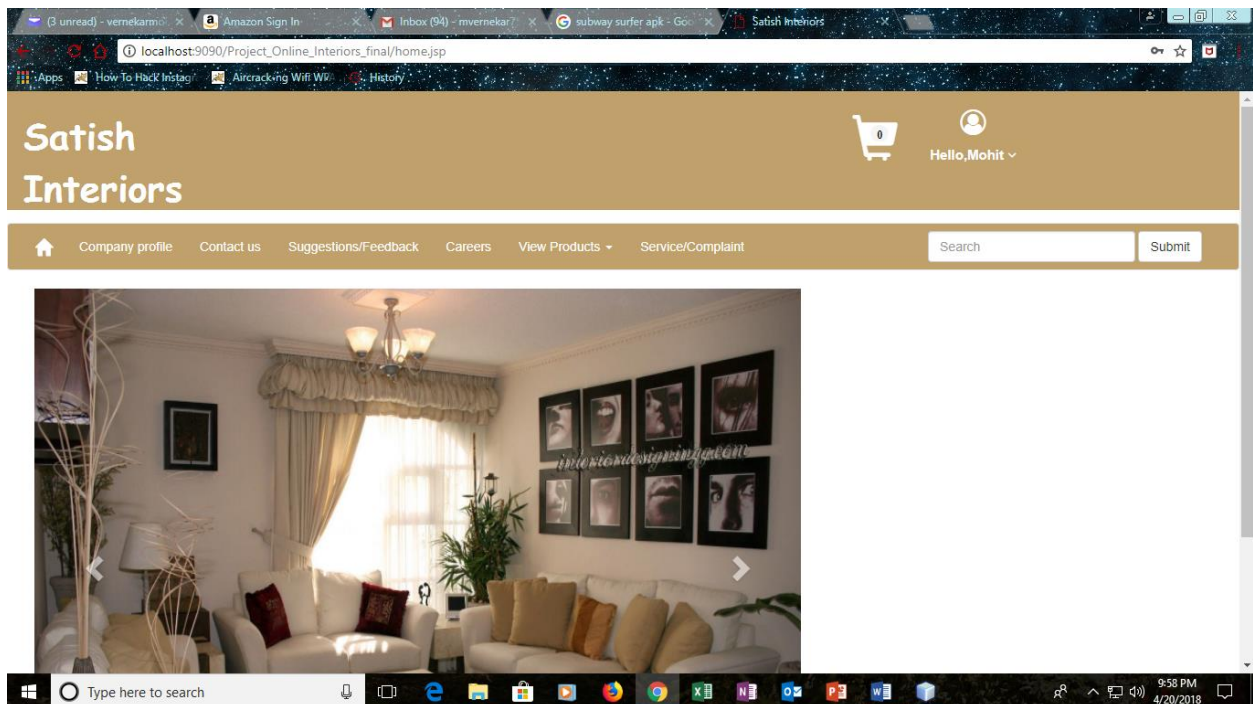 (3 unread) - vernekarmo
Amazon Sign In
Inbox (94) - mvernekar7
subway surfer apk - Goo
Satish Interiors
localhost:9090/Project_Online_Interiors_final/home.jsp
Apps
How To Hack Instag
Aircrack-ng Wifi WPA
History
Satish
Interiors
0
Hello,Mohit
Company profile
Contact us
Suggestions/Feedback
Careers
View Products
Service/Complaint
Search
Submit
interiordesigningg.com
Type here to search
9:58 PM
4/20/2018